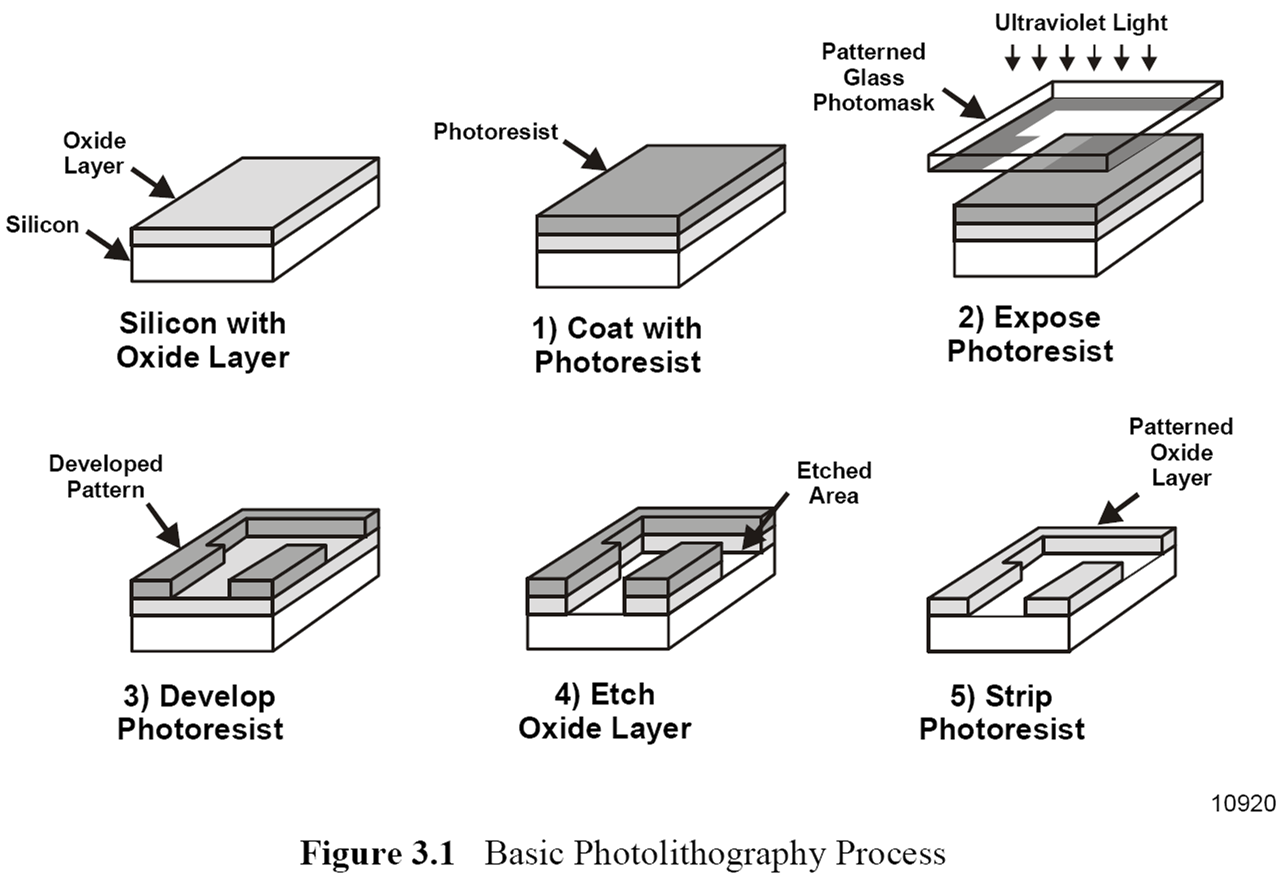 Oxide
Layer
Silicon
Silicon with
Oxide Layer
Photoresist
1) Coat with
Photoresist
Ultraviolet Light
Patterned
Glass
Photomask
2) Expose
Photoresist
Developed
Pattern
3) Develop
Photoresist
Etched
Area
4) Etch
Oxide Layer
Patterned
Oxide
Layer
5) Strip
Photoresist
10920
Figure 3.1 Basic Photolithography Process